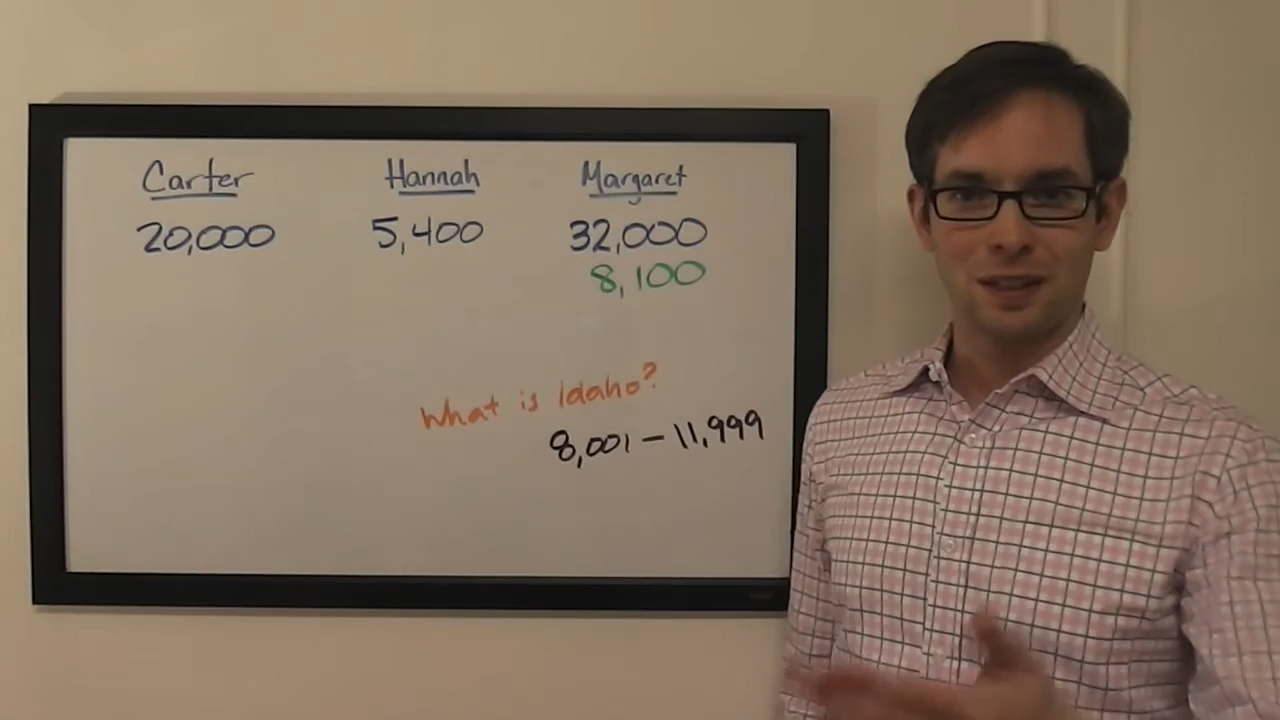 Carter Hannah Margaret
20,000 5,400 32,000
8,100
What is Idaho?
8,001 – 11,999